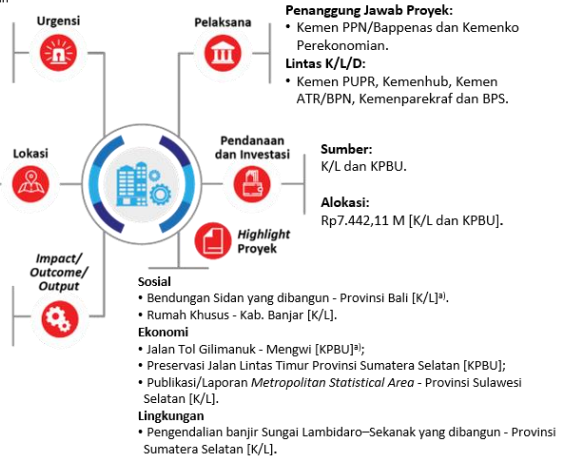 Urgensi
Pelaksana
Penanggung Jawab Proyek:
• Kemen PPN/Bappenas dan Kemenko
Perekonomian.
Lintas K/L/D:
• Kemen PUPR, Kemenhub, Kemen
ATR/BPN, Kemenparekraf dan BPS.
Lokasi
Pendanaan
dan Investasi
Sumber:
K/L dan KPBU.
Alokasi:
Rp7.442,11 M [K/L dan KPBU].
Highlight
Proyek
Impact/
Outcome/
Output
Sosial
• Bendungan Sidan yang dibangun - Provinsi Bali [K/L]ᵃ⁾.
• Rumah Khusus - Kab. Banjar [K/L].
Ekonomi
• Jalan Tol Gilimanuk - Mengwi [KPBU]ᵃ⁾;
• Preservasi Jalan Lintas Timur Provinsi Sumatera Selatan [KPBU];
• Publikasi/Laporan Metropolitan Statistical Area - Provinsi Sulawesi
Selatan [K/L].
Lingkungan
• Pengendalian banjir Sungai Lambidaro–Sekanak yang dibangun - Provinsi
Sumatera Selatan [K/L].